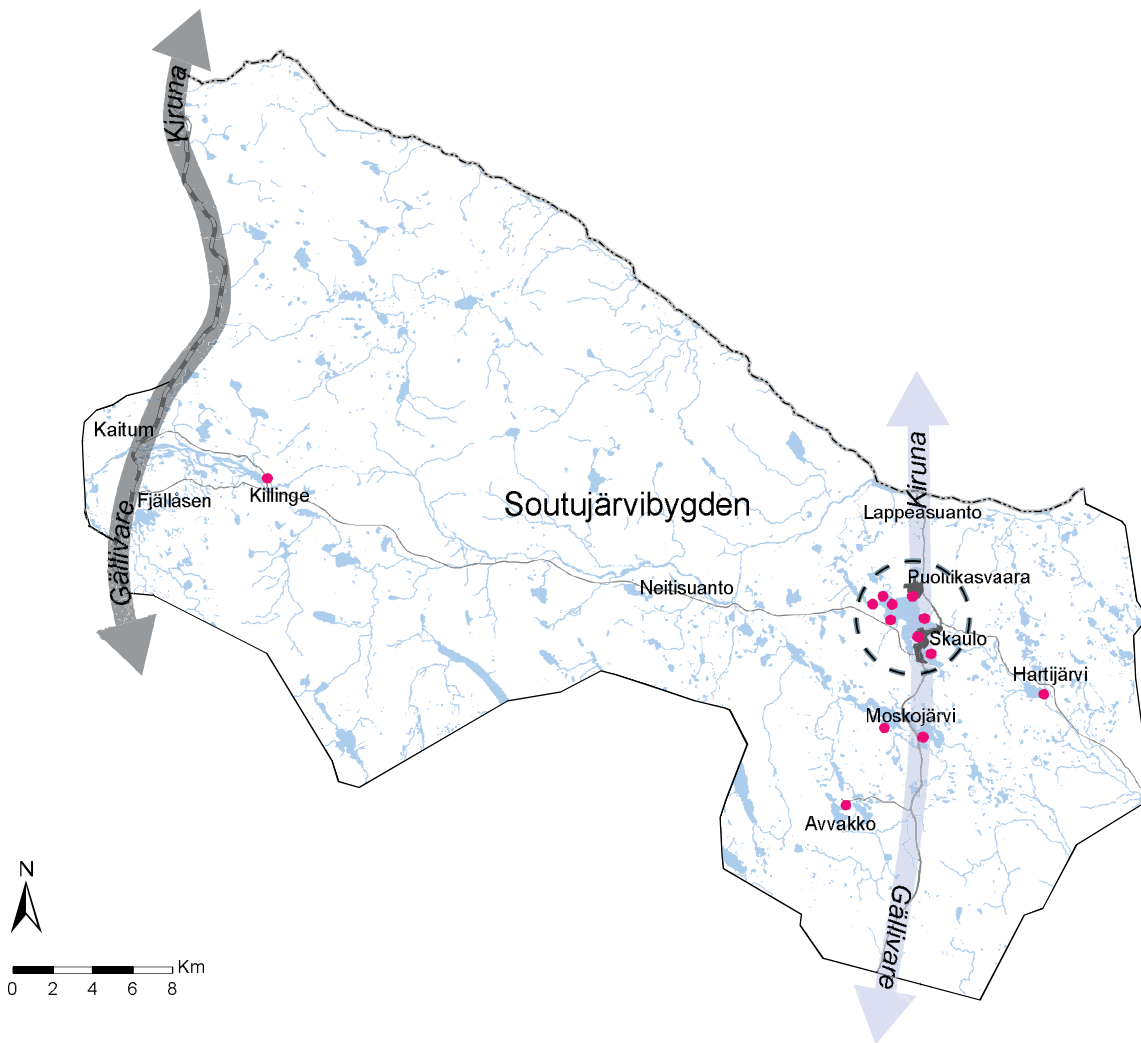 Kiruna
Kiruna
Kaitum
Fjällåsen
Killinge
Soutujärvibygden
Lappeasuanto
Gällivare
Neitisuanto
Puoltikasvaara
Skaulo
Hartijärvi
Moskojärvi
Avvakko
Gällivare
N
Km
0 2 4 6 8